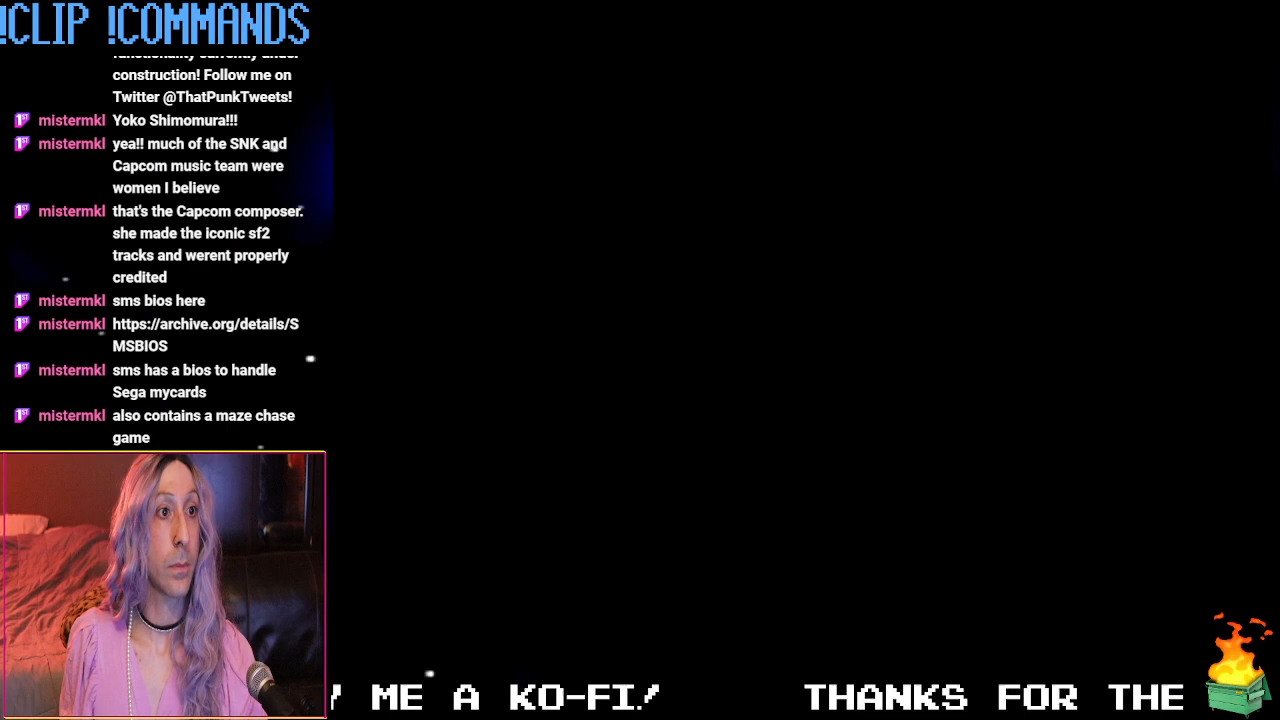 !CLIP !COMMANDS
construction! Follow me on
Twitter @ThatPunkTweets!
mistermkl Yoko Shimomura!!!
mistermkl yea!! much of the SNK and
Capcom music team were
women I believe
mistermkl that's the Capcom composer.
she made the iconic sf2
tracks and werent properly
credited
mistermkl sms bios here
mistermkl https://archive.org/details/S
MSBIOS
mistermkl sms has a bios to handle
Sega mycards
mistermkl also contains a maze chase
game
ME A KO-FI! THANKS FOR THE